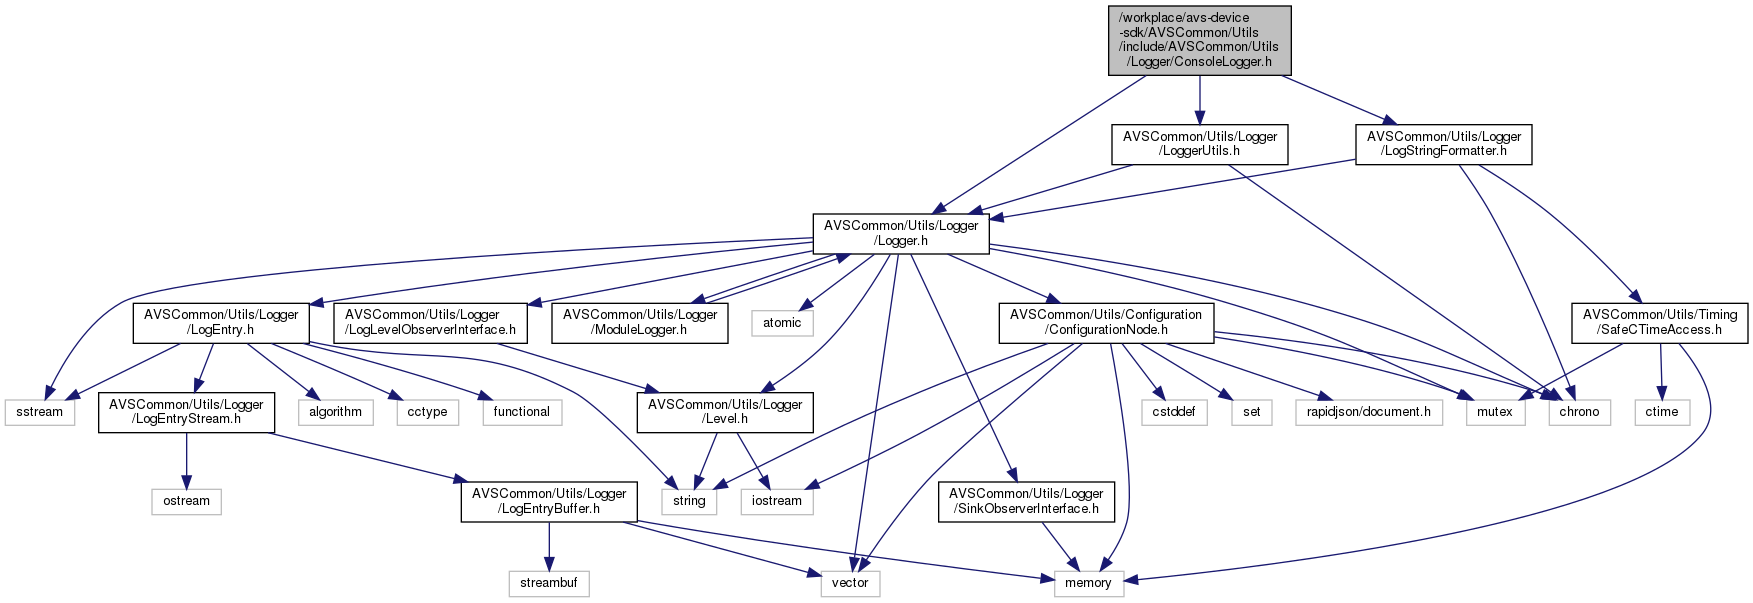 /workplace/avs-device
-sdk/AVSCommon/Utils
/include/AVSCommon/Utils
/Logger/ConsoleLogger.h
AVSCommon/Utils/Logger
/LoggerUtils.h
AVSCommon/Utils/Logger
/LogStringFormatter.h
AVSCommon/Utils/Logger
/Logger.h
AVSCommon/Utils/Logger
/LogEntry.h
AVSCommon/Utils/Logger
/LogLevelObserverInterface.h
AVSCommon/Utils/Logger
/ModuleLogger.h
atomic
AVSCommon/Utils/Configuration
/ConfigurationNode.h
AVSCommon/Utils/Timing
/SafeCTimeAccess.h
sstream
AVSCommon/Utils/Logger
/LogEntryStream.h
algorithm
cctype
functional
AVSCommon/Utils/Logger
/Level.h
cstddef
set
rapidjson/document.h
mutex
chrono
ctime
ostream
AVSCommon/Utils/Logger
/LogEntryBuffer.h
string
iostream
AVSCommon/Utils/Logger
/SinkObserverInterface.h
streambuf
vector
memory